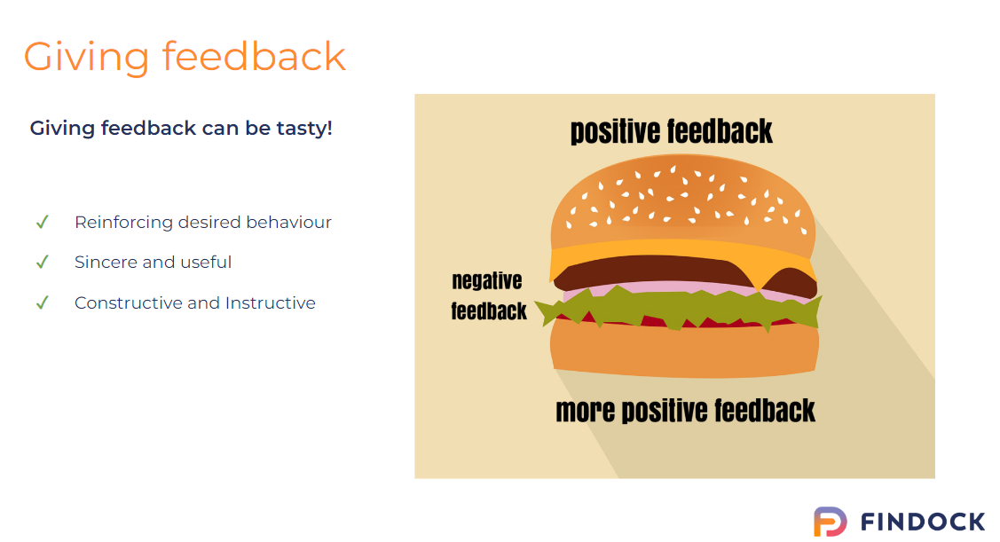 Giving feedback
Giving feedback can be tasty!
✓ Reinforcing desired behaviour
✓ Sincere and useful
✓ Constructive and Instructive
positive feedback
negative
feedback
more positive feedback
FINDOCK